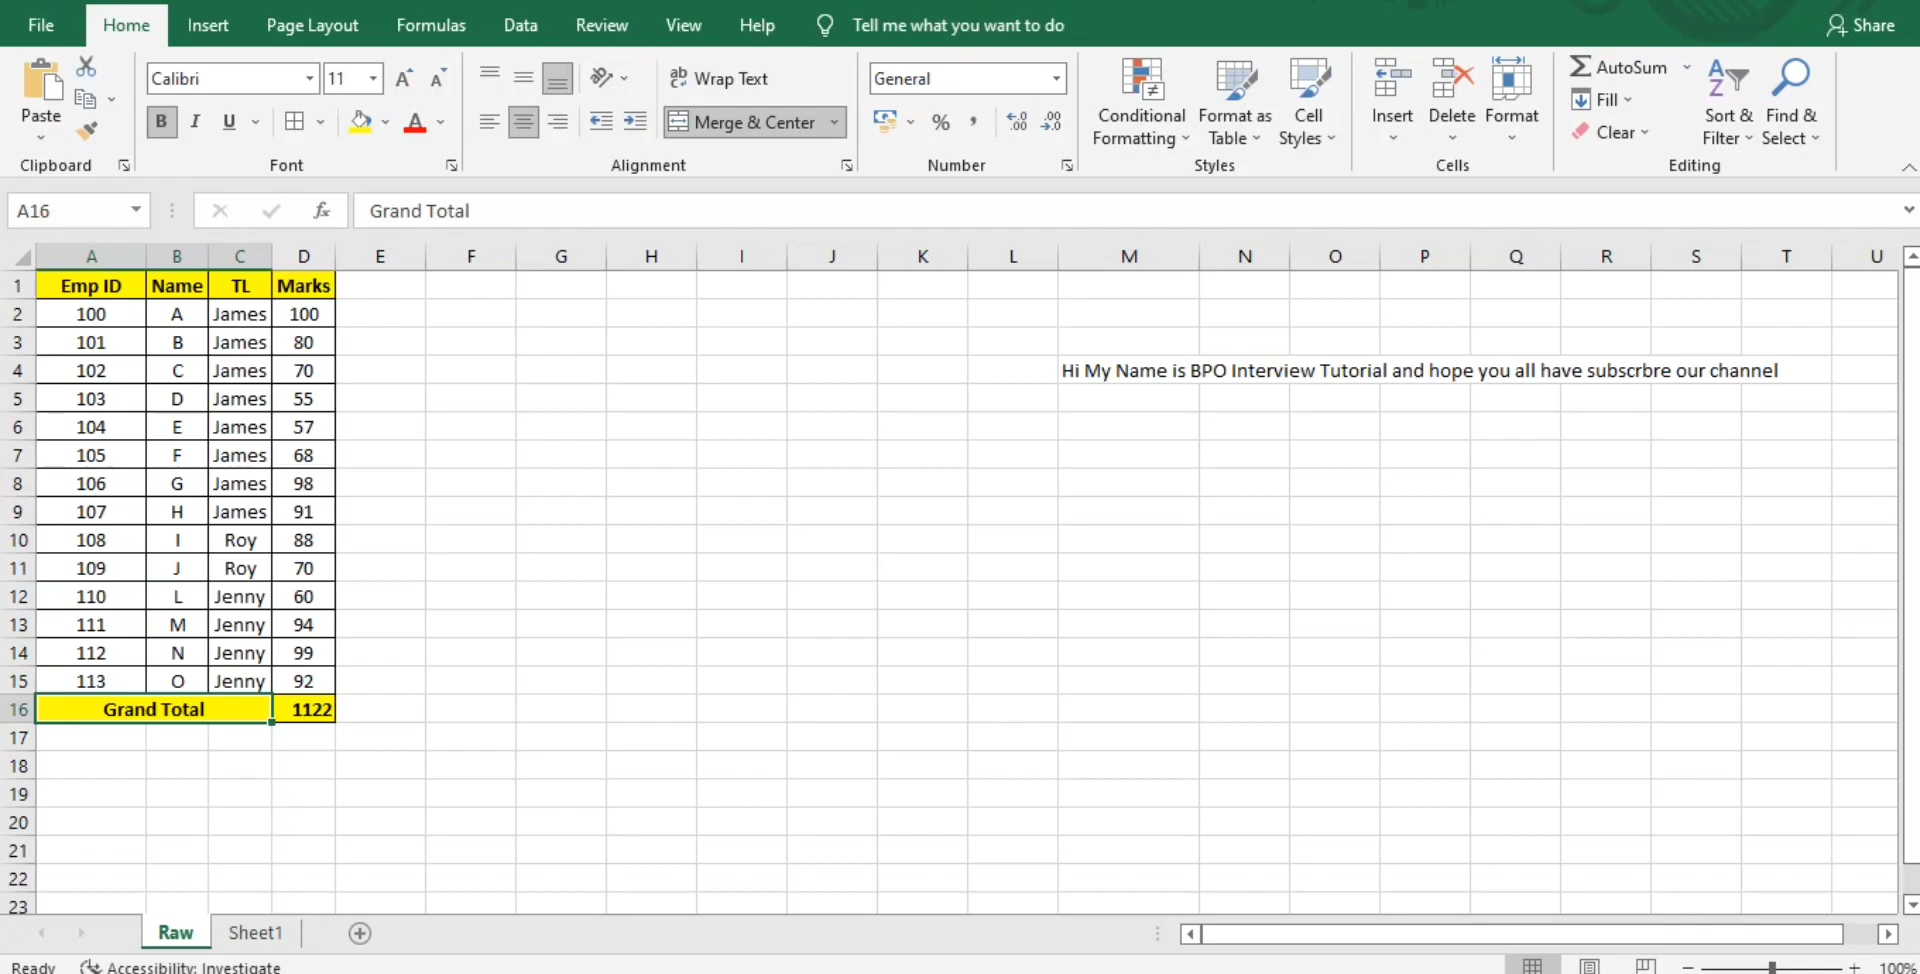 File Home Insert Page Layout Formulas Data Review View Help Tell me what you want to do Share
Paste Calibri 11 B I U ab Wrap Text Merge & Center General % , Conditional Formatting Format as Table Cell Styles Insert Delete Format AutoSum Fill Clear Sort & Filter Find & Select
Clipboard Font Alignment Number Styles Cells Editing
A16 fx Grand Total
A B C D E F G H I J K L M N O P Q R S T U
1 Emp ID Name TL Marks
2 100 A James 100
3 101 B James 80
4 102 C James 70 Hi My Name is BPO Interview Tutorial and hope you all have subscrbre our channel
5 103 D James 55
6 104 E James 57
7 105 F James 68
8 106 G James 98
9 107 H James 91
10 108 I Roy 88
11 109 J Roy 70
12 110 L Jenny 60
13 111 M Jenny 94
14 112 N Jenny 99
15 113 O Jenny 92
16 Grand Total 1122
17
18
19
20
21
22
23
Raw Sheet1
Ready Accessibility: Investigate 100%